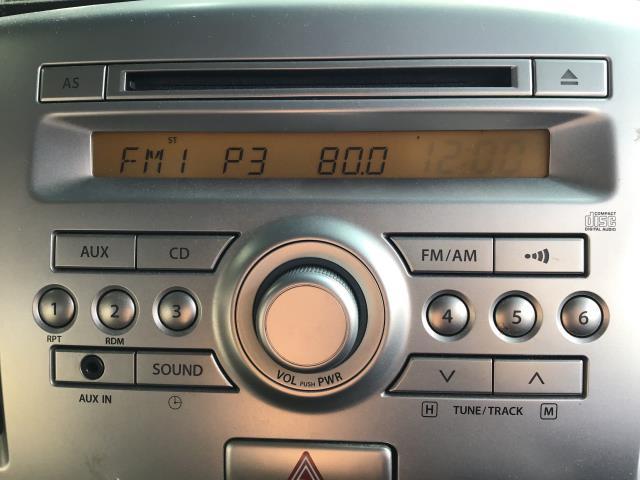 AS
ST
FM1 P3 80.0 12:00
COMPACT
disc
DIGITAL AUDIO
AUX CD FM/AM
1 2 3 4 5 6
RPT RDM
SOUND
VOL PUSH PWR
AUX IN
H TUNE/TRACK M